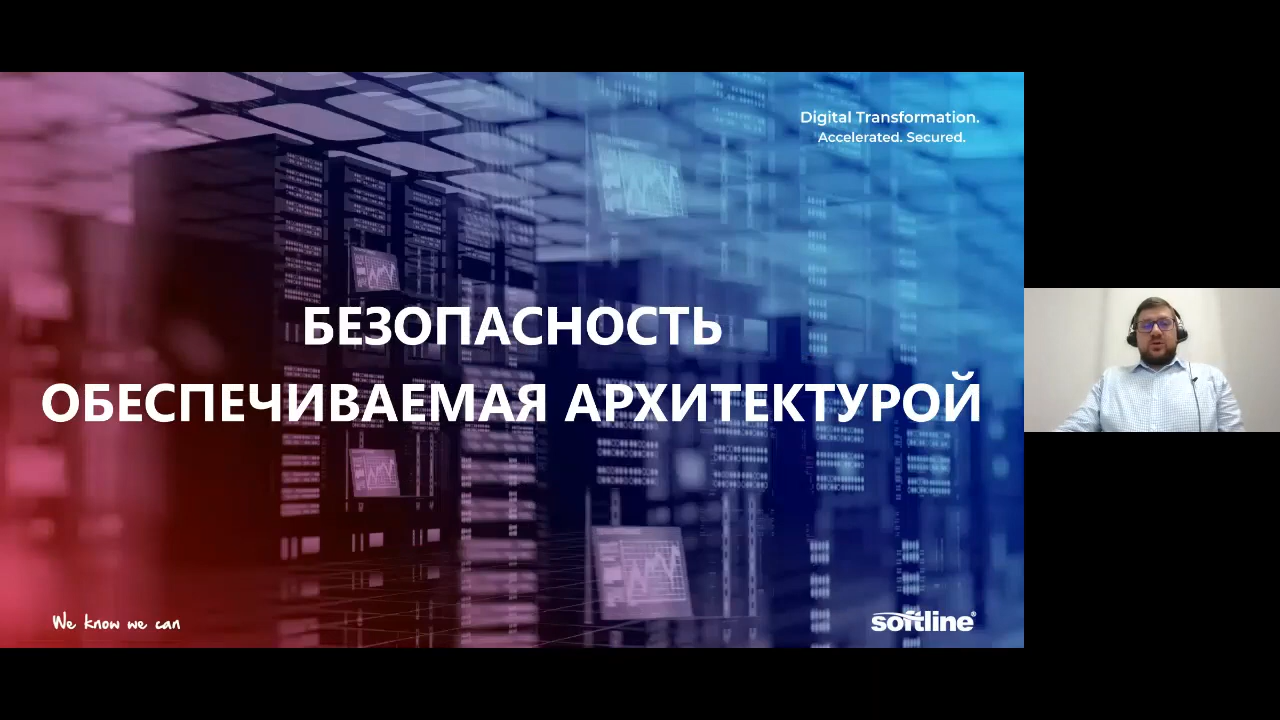 Digital Transformation.
Accelerated. Secured.
БЕЗОПАСНОСТЬ
ОБЕСПЕЧИВАЕМАЯ АРХИТЕКТУРОЙ
We know we can
softline®